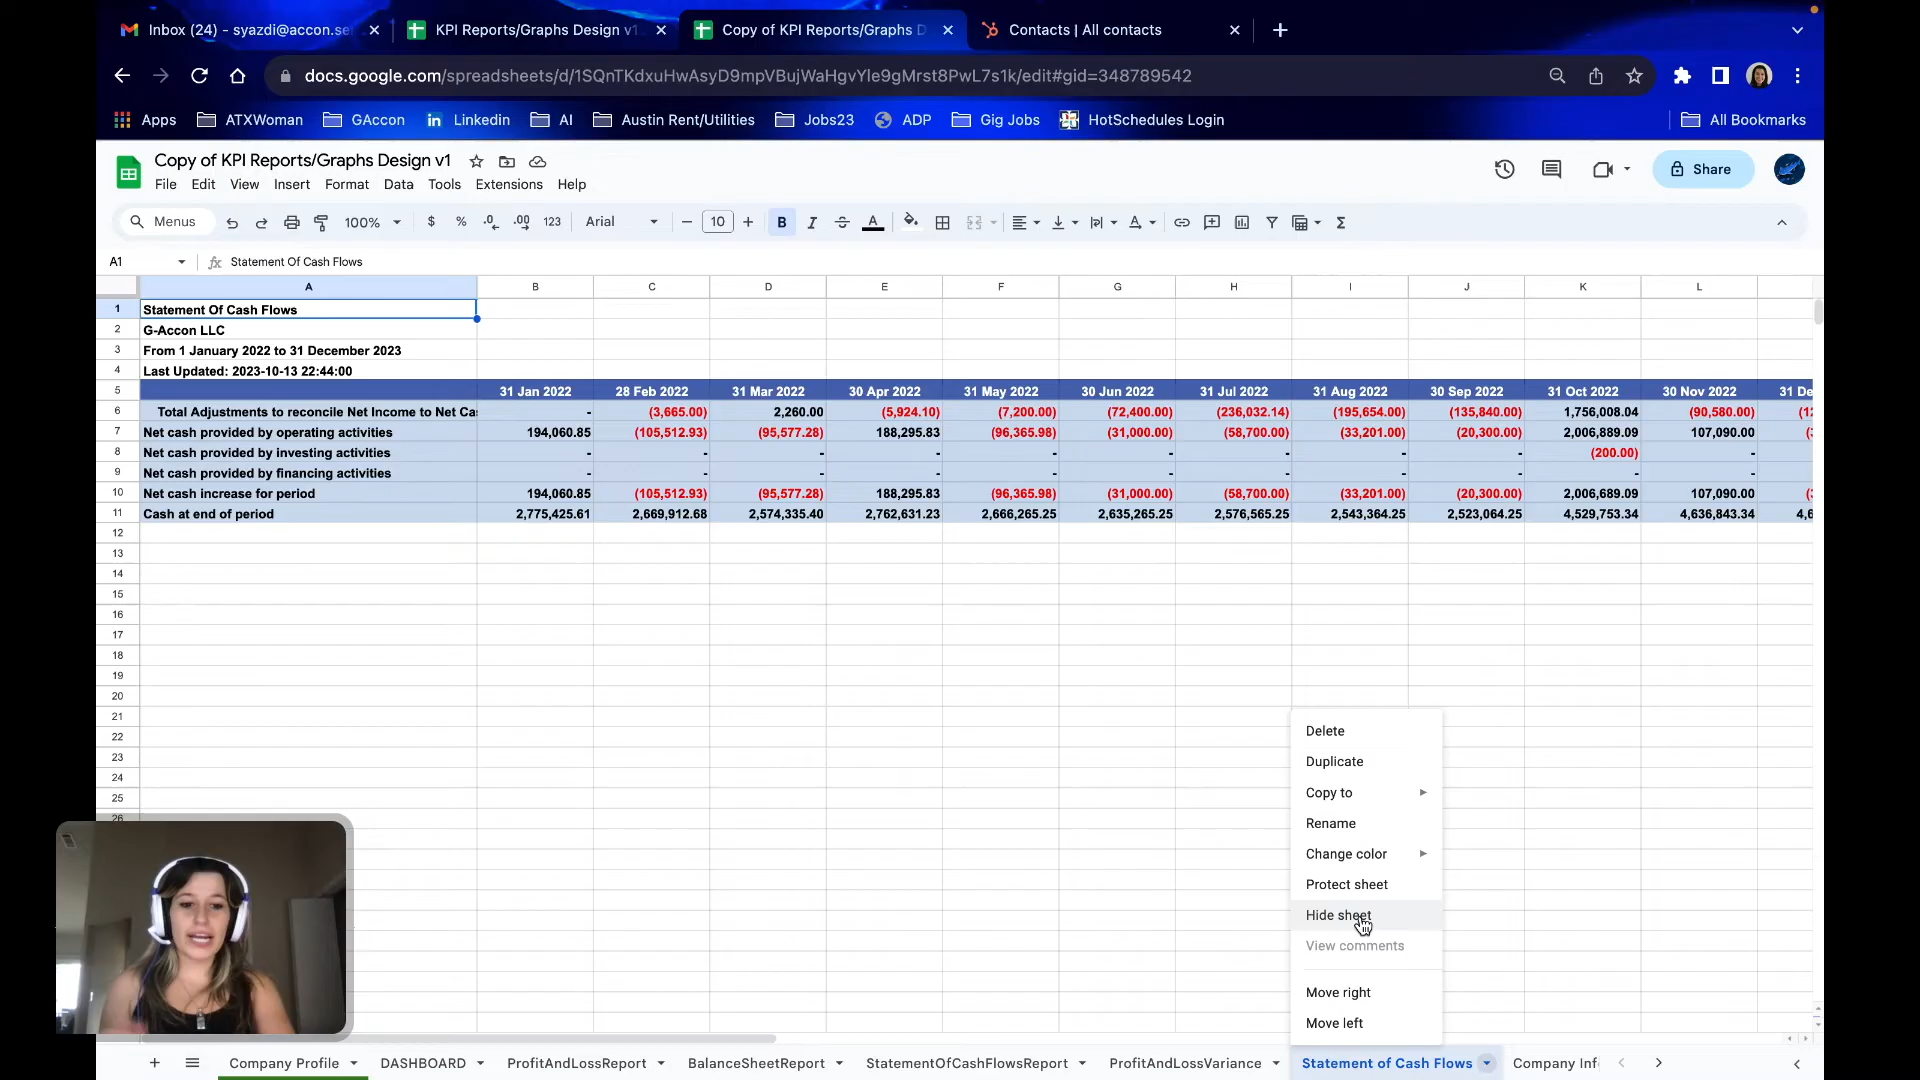 Inbox (24) - syazdi@accon.se
KPI Reports/Graphs Design v1
Copy of KPI Reports/Graphs D
Contacts | All contacts
docs.google.com/spreadsheets/d/1SQnTKdxuHwAsyD9mpVBujWaHgvYle9gMrst8PwL7s1k/edit#gid=348789542
Apps ATXWoman GAccon Linkedin AI Austin Rent/Utilities Jobs23 ADP Gig Jobs HotSchedules Login All Bookmarks
Copy of KPI Reports/Graphs Design v1
File Edit View Insert Format Data Tools Extensions Help
Share
Menus 100% $ % .0 .00 123 Arial 10 B I A
A1 fx Statement Of Cash Flows
A B C D E F G H I J K L
1 Statement Of Cash Flows
2 G-Accon LLC
3 From 1 January 2022 to 31 December 2023
4 Last Updated: 2023-10-13 22:44:00
5 31 Jan 2022 28 Feb 2022 31 Mar 2022 30 Apr 2022 31 May 2022 30 Jun 2022 31 Jul 2022 31 Aug 2022 30 Sep 2022 31 Oct 2022 30 Nov 2022 31 De
6 Total Adjustments to reconcile Net Income to Net Cas - (3,665.00) 2,260.00 (5,924.10) (7,200.00) (72,400.00) (236,032.14) (195,654.00) (135,840.00) 1,756,008.04 (90,580.00) (12
7 Net cash provided by operating activities 194,060.85 (105,512.93) (95,577.28) 188,295.83 (96,365.98) (31,000.00) (58,700.00) (33,201.00) (20,300.00) 2,006,889.09 107,090.00
8 Net cash provided by investing activities - - - - - - - - - (200.00) -
9 Net cash provided by financing activities - - - - - - - - - - -
10 Net cash increase for period 194,060.85 (105,512.93) (95,577.28) 188,295.83 (96,365.98) (31,000.00) (58,700.00) (33,201.00) (20,300.00) 2,006,689.09 107,090.00
11 Cash at end of period 2,775,425.61 2,669,912.68 2,574,335.40 2,762,631.23 2,666,265.25 2,635,265.25 2,576,565.25 2,543,364.25 2,523,064.25 4,529,753.34 4,636,843.34 4,6
12
13
14
15
16
17
18
19
20
21
22
23
24
25
26
Delete
Duplicate
Copy to
Rename
Change color
Protect sheet
Hide sheet
View comments
Move right
Move left
Company Profile DASHBOARD ProfitAndLossReport BalanceSheetReport StatementOfCashFlowsReport ProfitAndLossVariance Statement of Cash Flows Company Inf